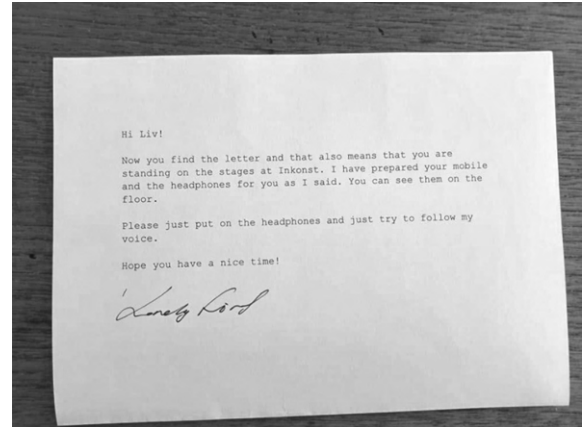 Hi Liv!
Now you find the letter and that also means that you are
standing on the stages at Inkonst. I have prepared your mobile
and the headphones for you as I said. You can see them on the
floor.
Please just put on the headphones and just try to follow my
voice.
Hope you have a nice time!
Lonely